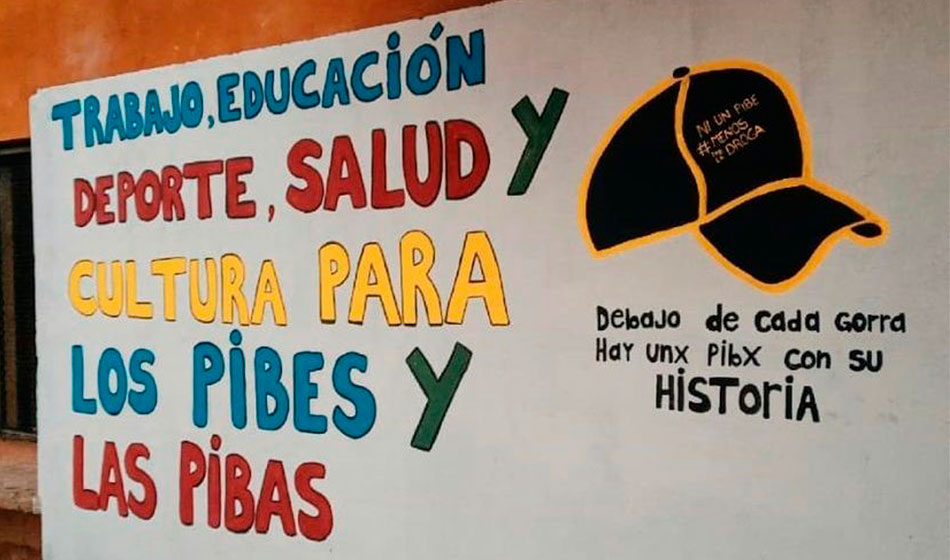 TRABAJO, EDUCACIÓN
DEPORTE, SALUD Y
CULTURA PARA
LOS PIBES Y
LAS PIBAS
NI UN PIBE
#MENOS
DROGA
Debajo de cada gorra
Hay unx pibx con su
HISTORIA